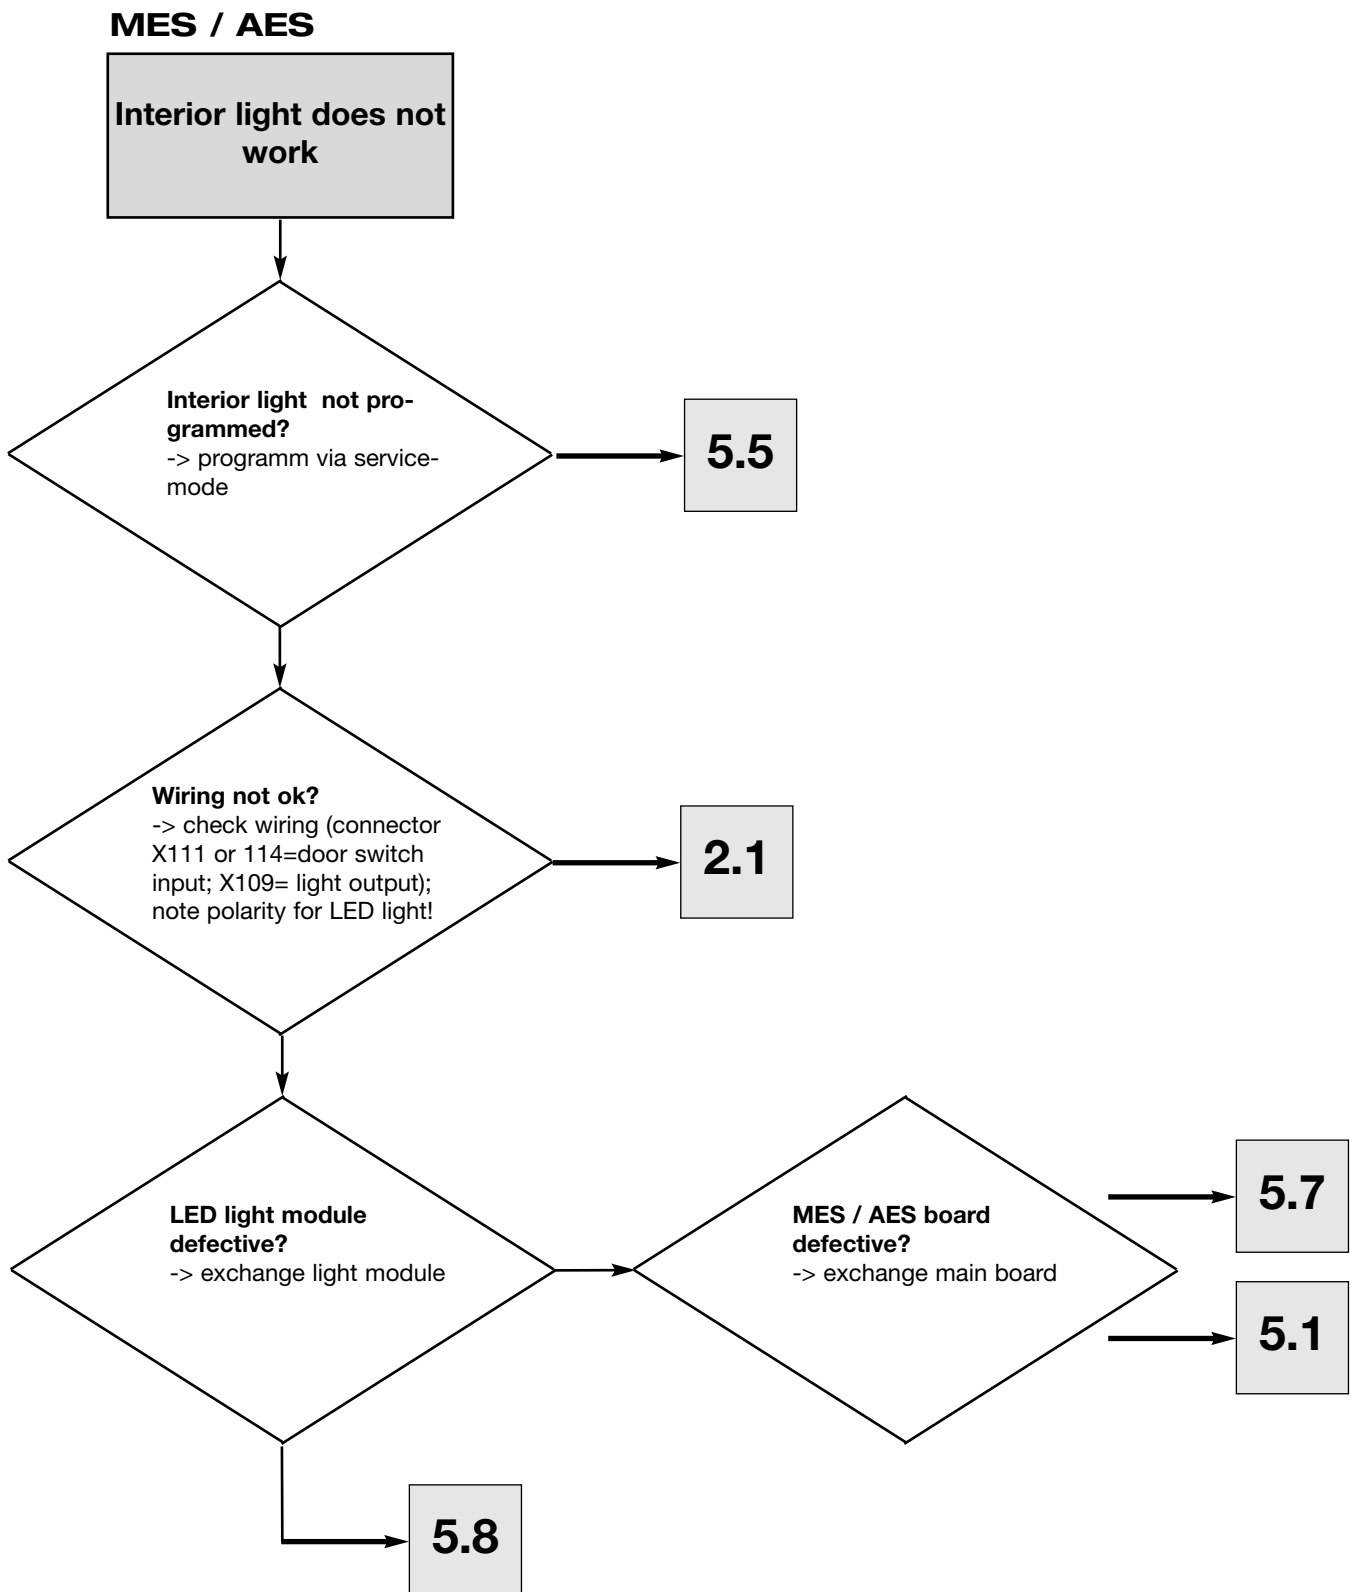 MES / AES
Interior light does not
work
Interior light  not pro-
grammed?
-> programm via service-
mode
5.5
Wiring not ok?
-> check wiring (connector
X111 or 114=door switch
input; X109= light output);
note polarity for LED light!
2.1
LED light module
defective?
-> exchange light module
MES / AES board
defective?
-> exchange main board
5.7
5.1
5.8